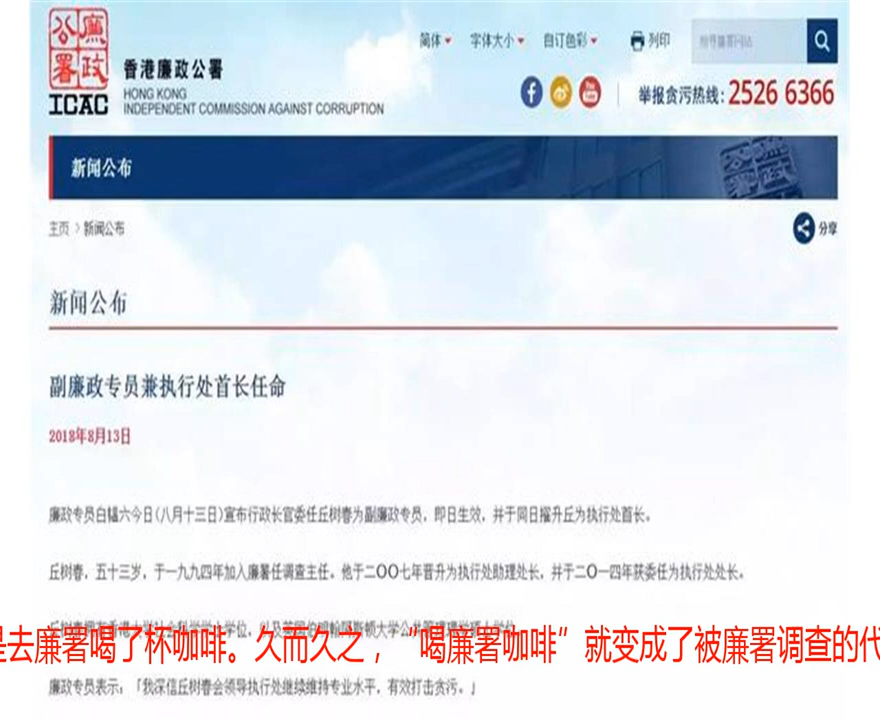 廉政
公署
ICAC
香港廉政公署
HONG KONG
INDEPENDENT COMMISSION AGAINST CORRUPTION
简体 字体大小 自订色彩 列印
举报贪污热线: 2526 6366
新闻公布
主页 > 新闻公布
分享
新闻公布
副廉政专员兼执行处首长任命
2018年8月13日
廉政专员白韫六今日(八月十三日)宣布行政长官委任丘树春为副廉政专员，即日生效，并于同日擢升丘为执行处首长。
丘树春，五十三岁，于一九九四年加入廉署任调查主任。他于二OO七年晋升为执行处助理处长，并于二O一四年获委任为执行处处长。
是去廉署喝了杯咖啡。久而久之，“喝廉署咖啡”就变成了被廉署调查的代
廉政专员表示：「我深信丘树春会领导执行处继续维持专业水平，有效打击贪污。」